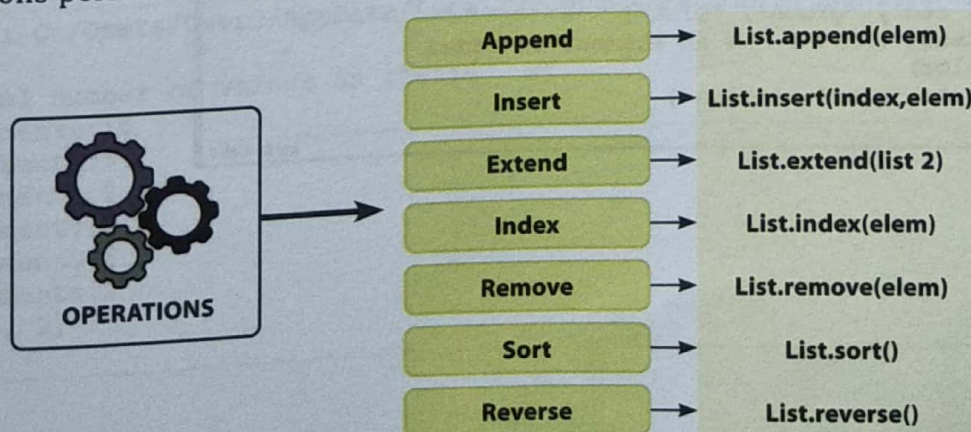 Append List.append(elem)
Insert List.insert(index,elem)
Extend List.extend(list 2)
Index List.index(elem)
Remove List.remove(elem)
Sort List.sort()
Reverse List.reverse()
OPERATIONS